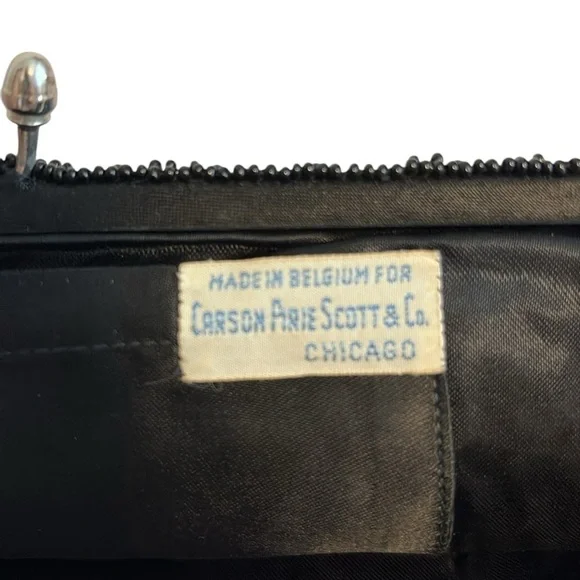 MADE IN BELGIUM FOR
CARSON PIRIE SCOTT & CO.
CHICAGO